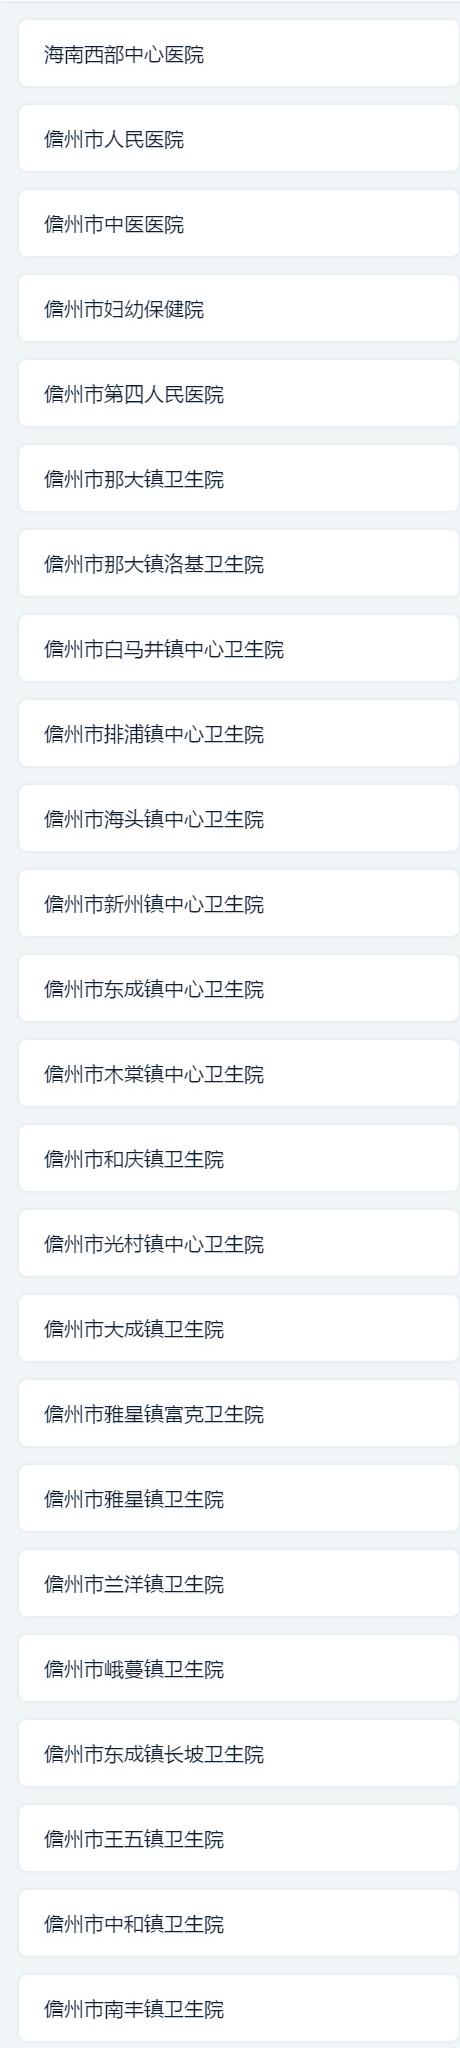 海南西部中心医院
儋州市人民医院
儋州市中医医院
儋州市妇幼保健院
儋州市第四人民医院
儋州市那大镇卫生院
儋州市那大镇洛基卫生院
儋州市白马井镇中心卫生院
儋州市排浦镇中心卫生院
儋州市海头镇中心卫生院
儋州市新州镇中心卫生院
儋州市东成镇中心卫生院
儋州市木棠镇中心卫生院
儋州市和庆镇卫生院
儋州市光村镇中心卫生院
儋州市大成镇卫生院
儋州市雅星镇富克卫生院
儋州市雅星镇卫生院
儋州市兰洋镇卫生院
儋州市峨蔓镇卫生院
儋州市东成镇长坡卫生院
儋州市王五镇卫生院
儋州市中和镇卫生院
儋州市南丰镇卫生院